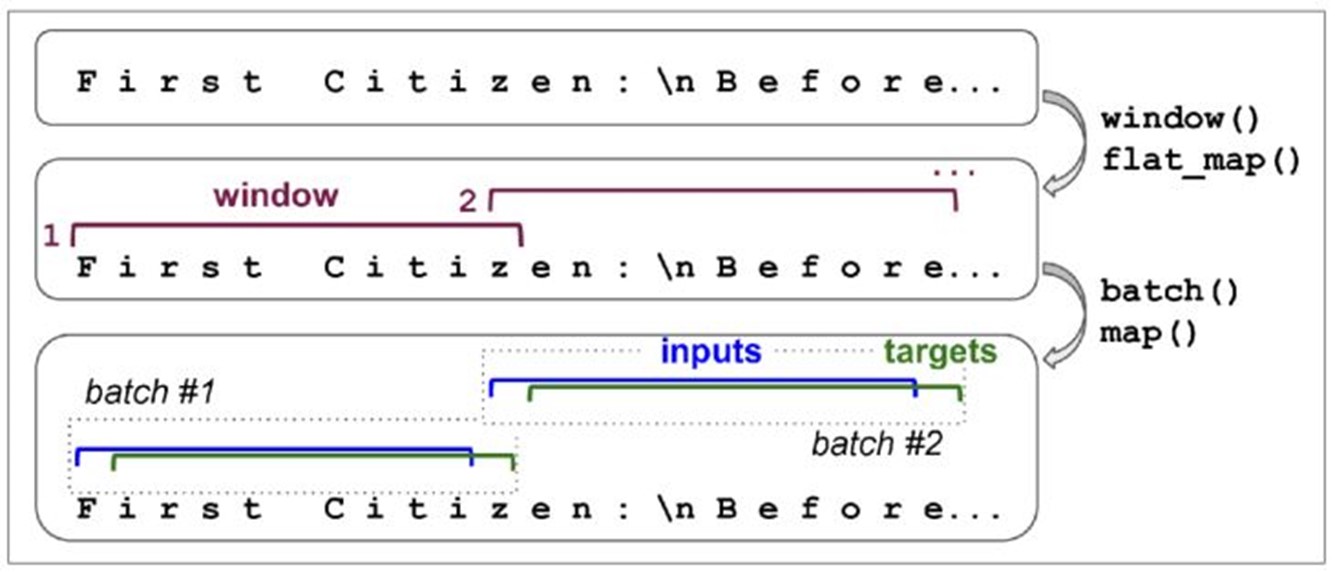 F i r s t   C i t i z e n : \n B e f o r e...
window()
flat_map()
...
window
2
1
F i r s t   C i t i z e n : \n B e f o r e...
batch()
map()
inputs
targets
batch #1
batch #2
F i r s t   C i t i z e n : \n B e f o r e...